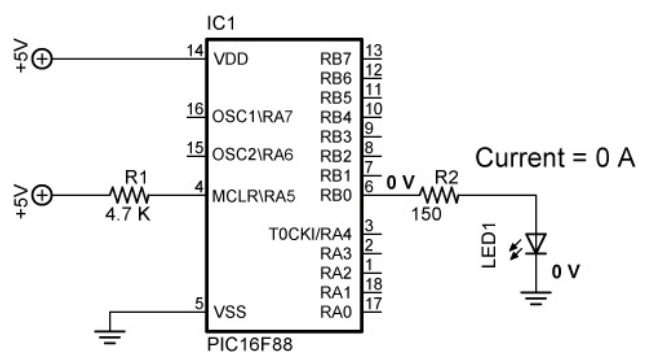 IC1
+5V
14
VDD
RB7
13
RB6
12
RB5
11
16
OSC1\RA7
RB4
10
RB3
9
15
OSC2\RA6
RB2
8
RB1
7
+5V
R1
4.7 K
4
MCLR\RA5
RB0
6
0 V
R2
150
Current = 0 A
T0CKI/RA4
3
RA3
2
RA2
1
RA1
18
5
VSS
RA0
17
LED1
0 V
PIC16F88